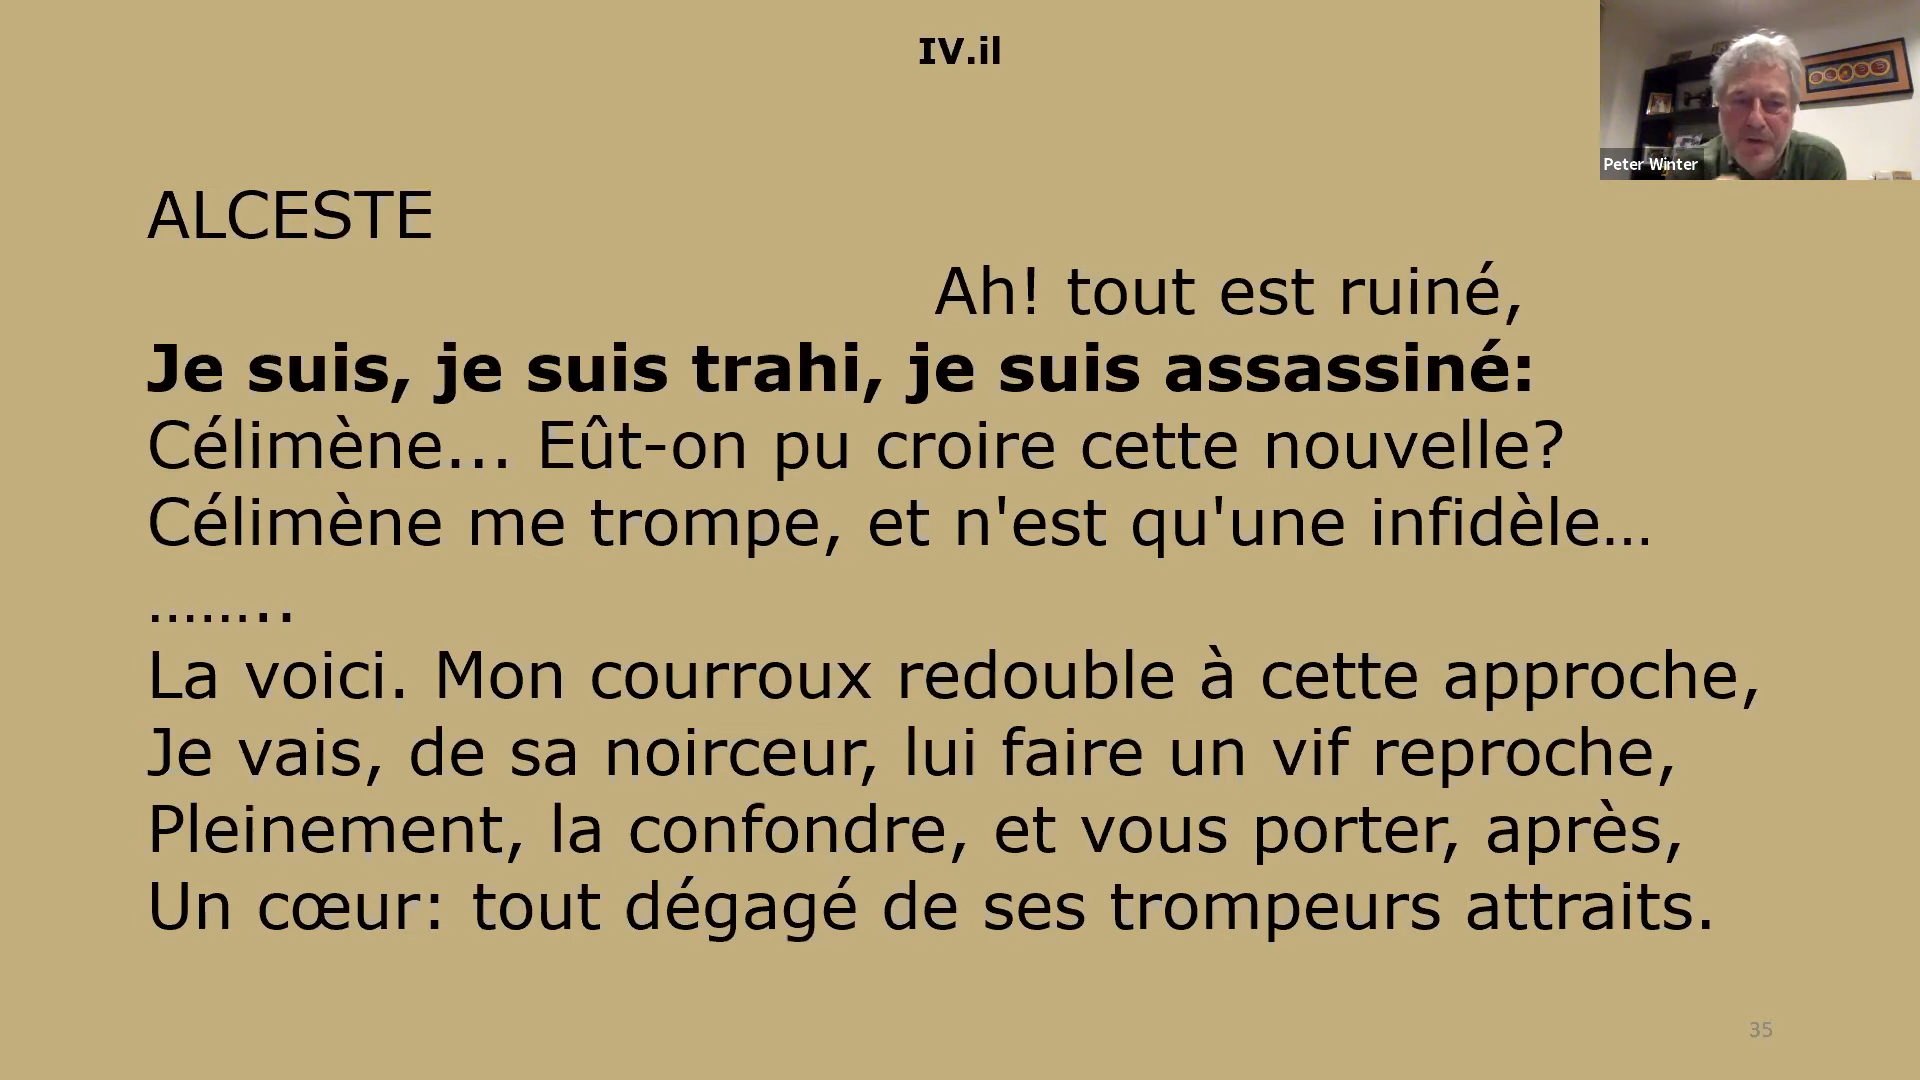 IV.il
Peter Winter
ALCESTE
Ah! tout est ruiné,
Je suis, je suis trahi, je suis assassiné:
Célimène... Eût-on pu croire cette nouvelle?
Célimène me trompe, et n'est qu'une infidèle…
……..
La voici. Mon courroux redouble à cette approche,
Je vais, de sa noirceur, lui faire un vif reproche,
Pleinement, la confondre, et vous porter, après,
Un cœur: tout dégagé de ses trompeurs attraits.
35